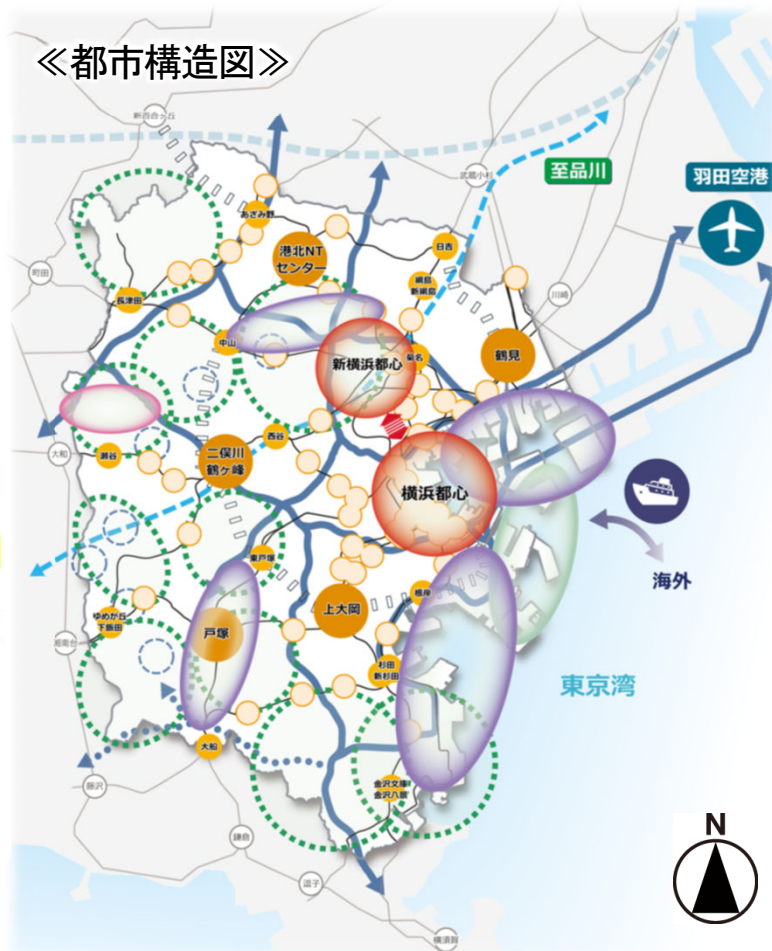 ≪都市構造図≫
新百合ヶ丘
武蔵小杉
至品川
羽田空港
あざみ野
港北NT
センター
日吉
綱島
新綱島
町田
長津田
川崎
中山
新横浜都心
菊名
鶴見
大和
瀬谷
二俣川
鶴ケ峰
西谷
横浜都心
海外
東戸塚
ゆめが丘
下飯田
湘南台
戸塚
上大岡
根岸
杉田
新杉田
東京湾
大船
藤沢
金沢文庫
金沢八景
鎌倉
逗子
横須賀
N